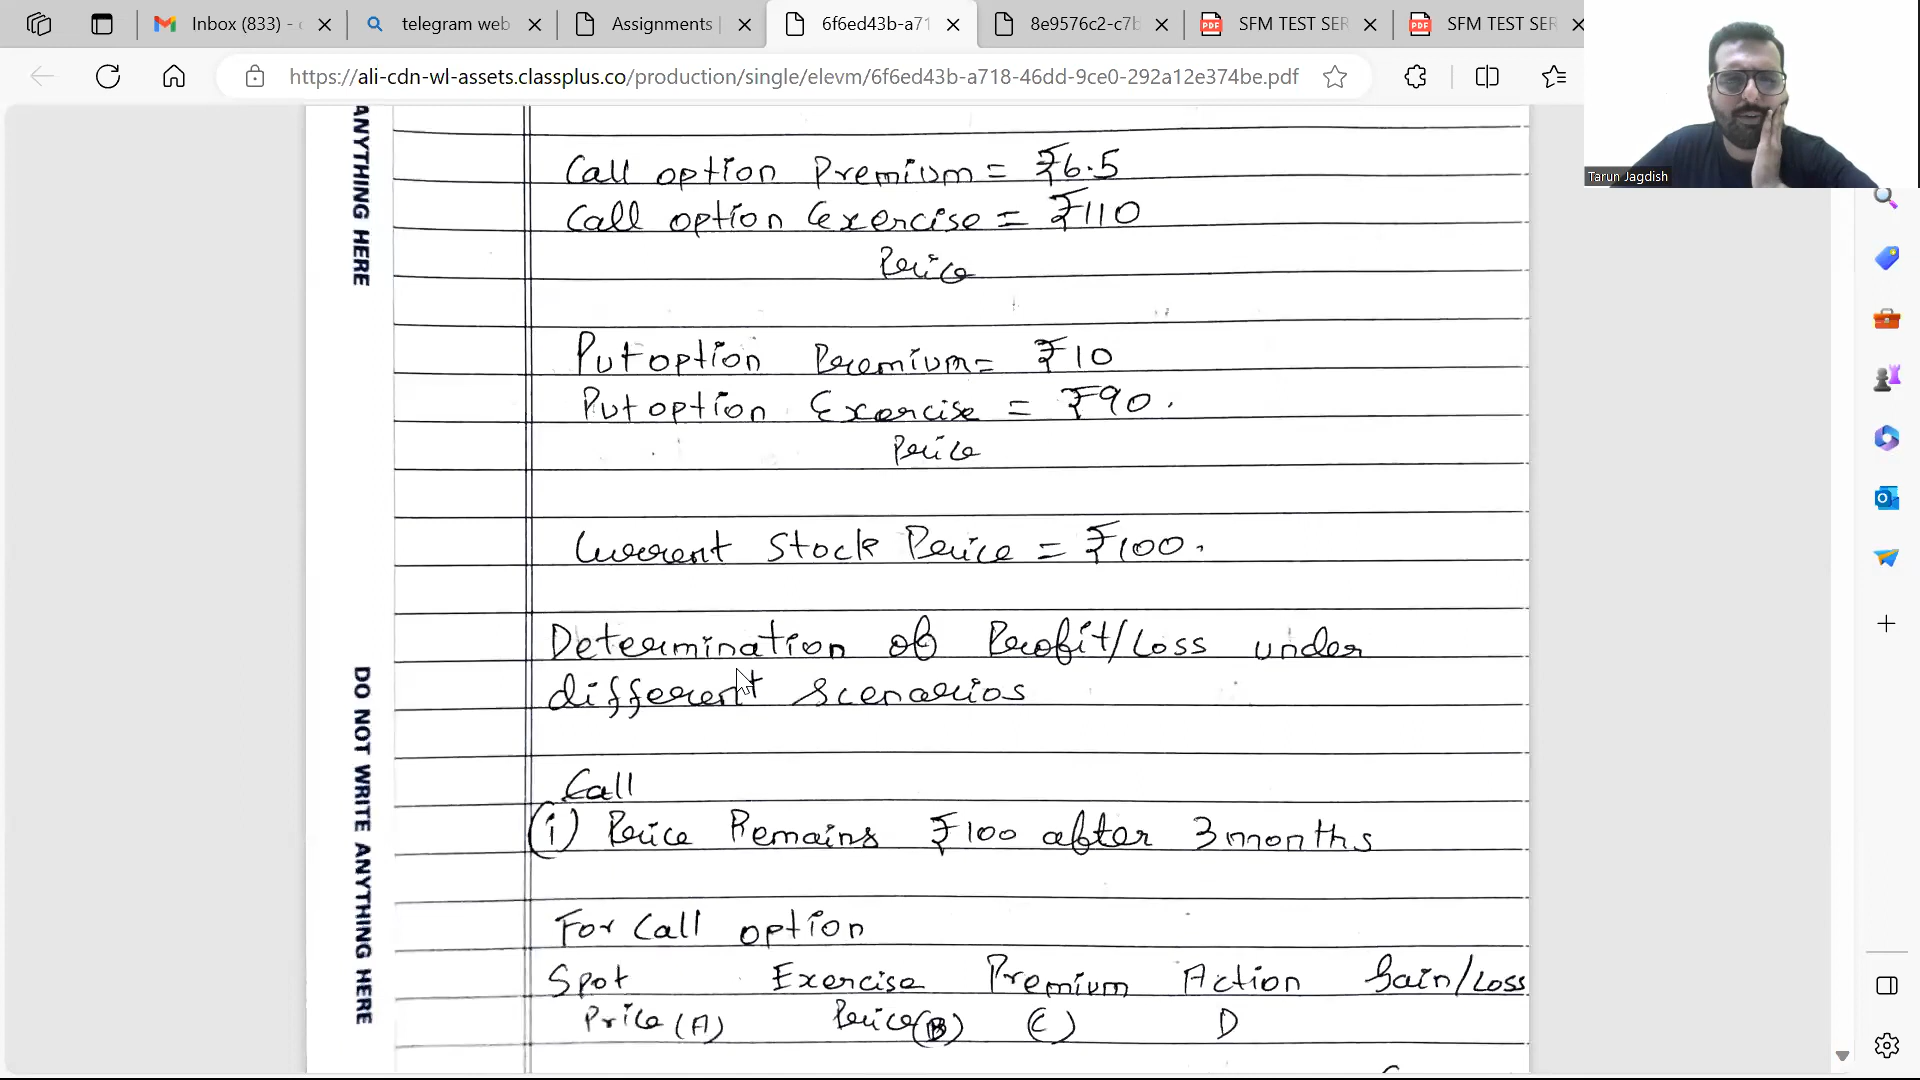 Inbox (833) - c
telegram web
Assignments |
6f6ed43b-a71
8e9576c2-c7b
SFM TEST SER
SFM TEST SER
https://ali-cdn-wl-assets.classplus.co/production/single/elevm/6f6ed43b-a718-46dd-9ce0-292a12e374be.pdf
Tarun Jagdish
ANYTHING HERE
DO NOT WRITE ANYTHING HERE
Call option Premium = ₹6.5
Call option Exercise = ₹110
Price
Put option Premium = ₹10
Put option Exercise = ₹90.
Price
Current Stock Price = ₹100.
Determination of Profit/Loss under
different Scenarios
Call
(i) Price Remains ₹100 after 3 months
For Call option
Spot Exercise Premium Action Gain/Loss
Price (A) Price (B) (C) D